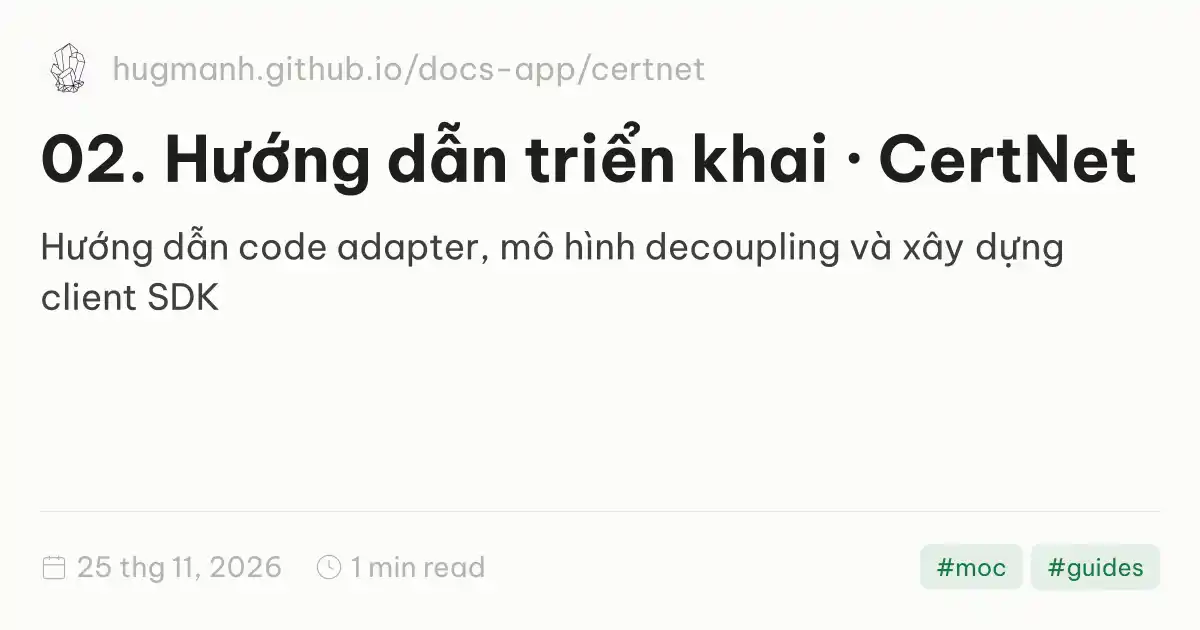 hugmanh.github.io/docs-app/certnet
02. Hướng dẫn triển khai · CertNet
Hướng dẫn code adapter, mô hình decoupling và xây dựng
client SDK
25 thg 11, 2026 1 min read #moc #guides